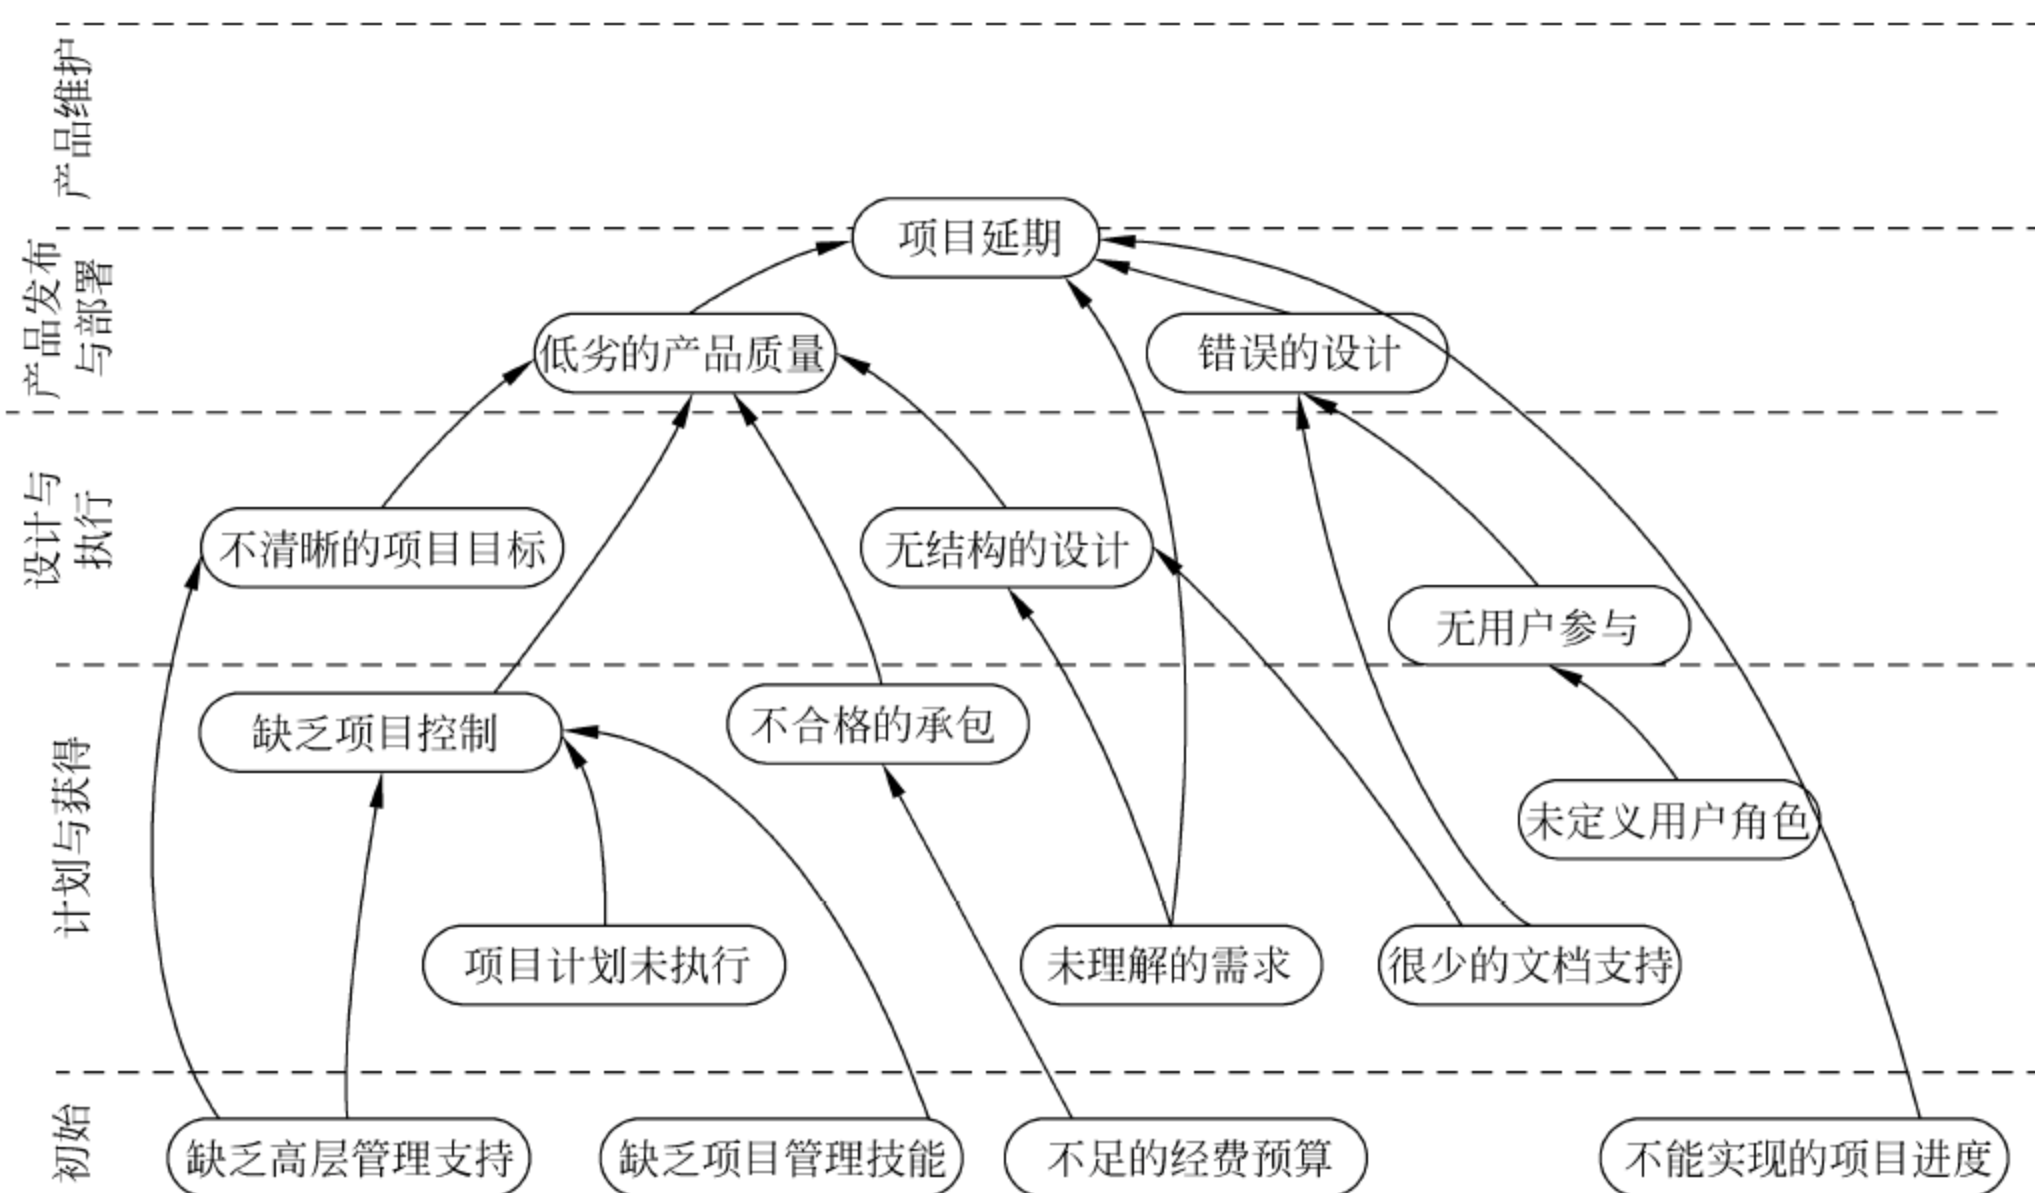 产品维护
项目延期
产品发布
与部署
低劣的产品质量
错误的设计
设计与
执行
不清晰的项目目标
无结构的设计
无用户参与
计划与获得
缺乏项目控制
不合格的承包
未定义用户角色
项目计划未执行
未理解的需求
很少的文档支持
初始
缺乏高层管理支持
缺乏项目管理技能
不足的经费预算
不能实现的项目进度